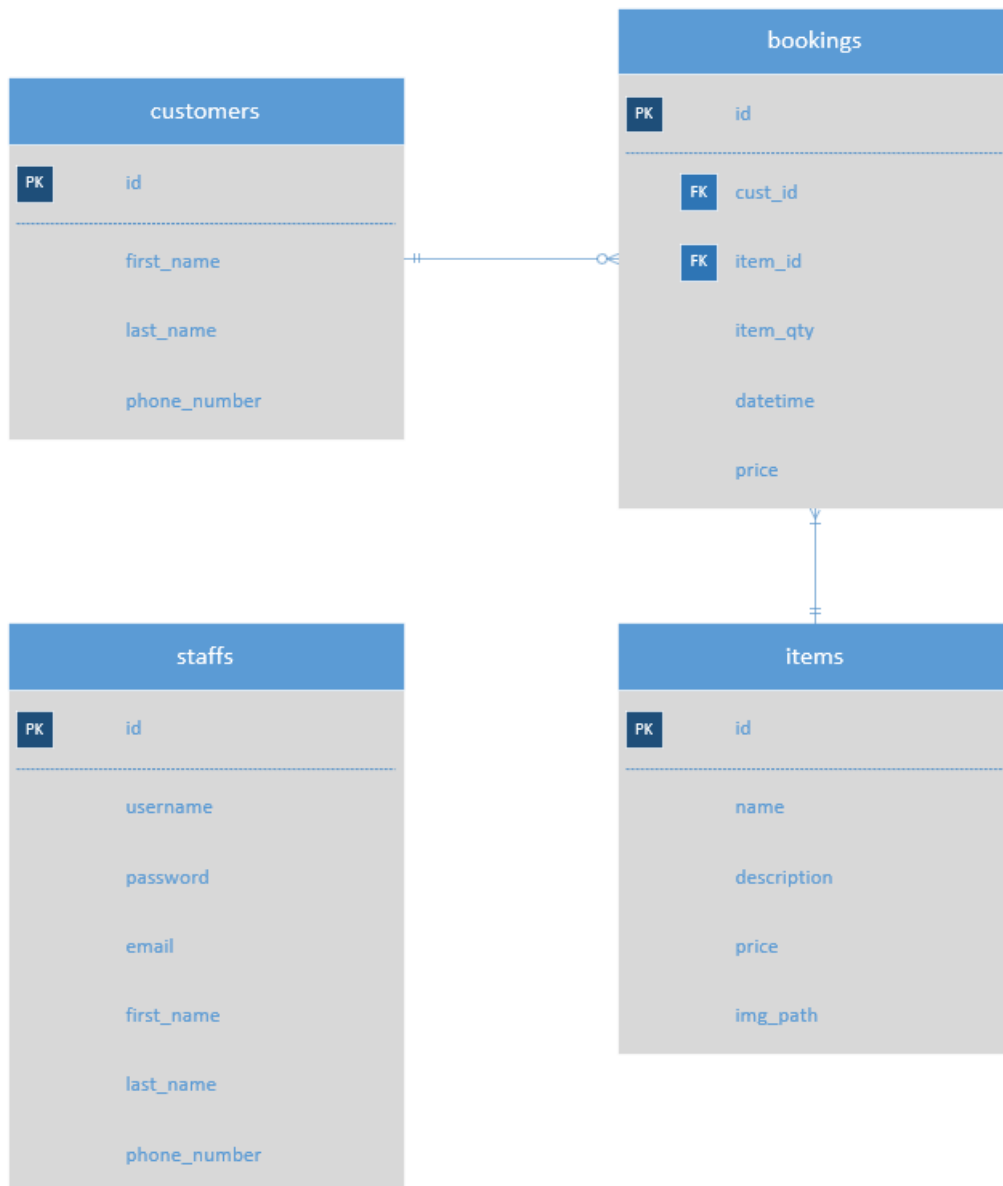 customers
PK id
first_name
last_name
phone_number
bookings
PK id
FK cust_id
FK item_id
item_qty
datetime
price
staffs
PK id
username
password
email
first_name
last_name
phone_number
items
PK id
name
description
price
img_path